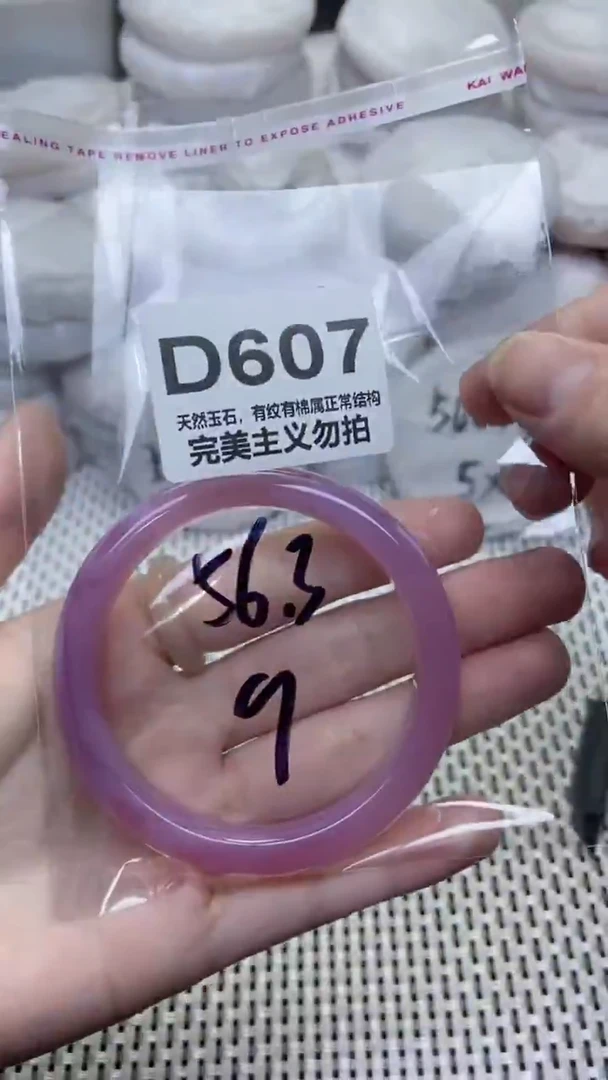 EALING TAPE REMOVE LINER TO EXPOSE ADHESIVE
KAI WA
D607
天然玉石，有纹有棉属正常结构
完美主义勿拍
56.3
9